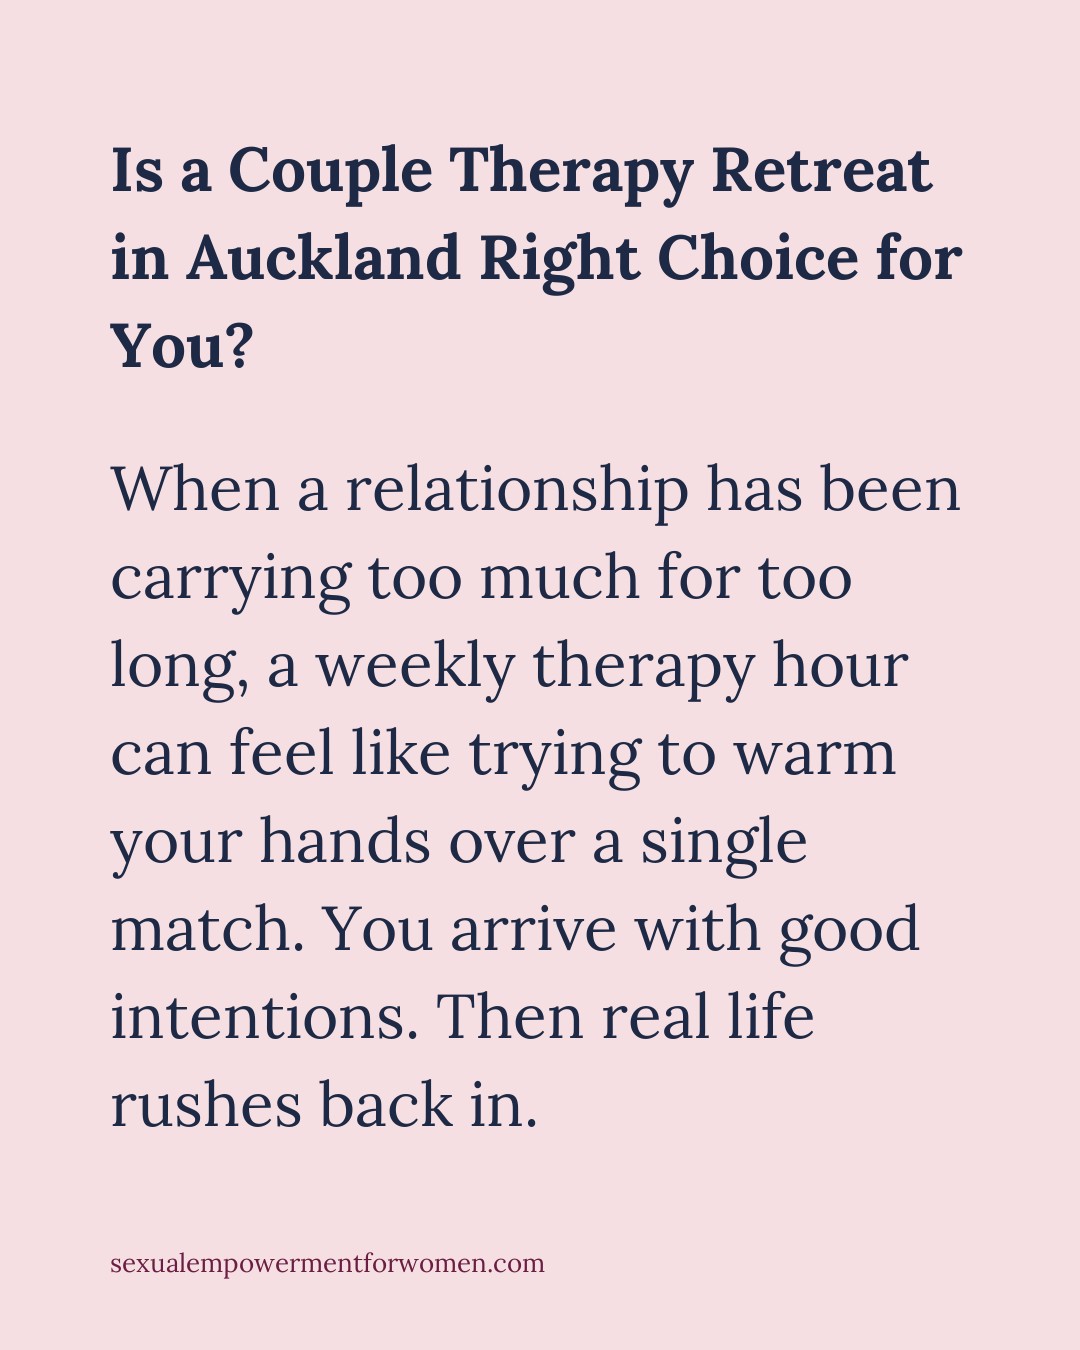 Is a Couple Therapy Retreat
in Auckland Right Choice for
You?
When a relationship has been
carrying too much for too
long, a weekly therapy hour
can feel like trying to warm
your hands over a single
match. You arrive with good
intentions. Then real life
rushes back in.
sexualempowermentforwomen.com